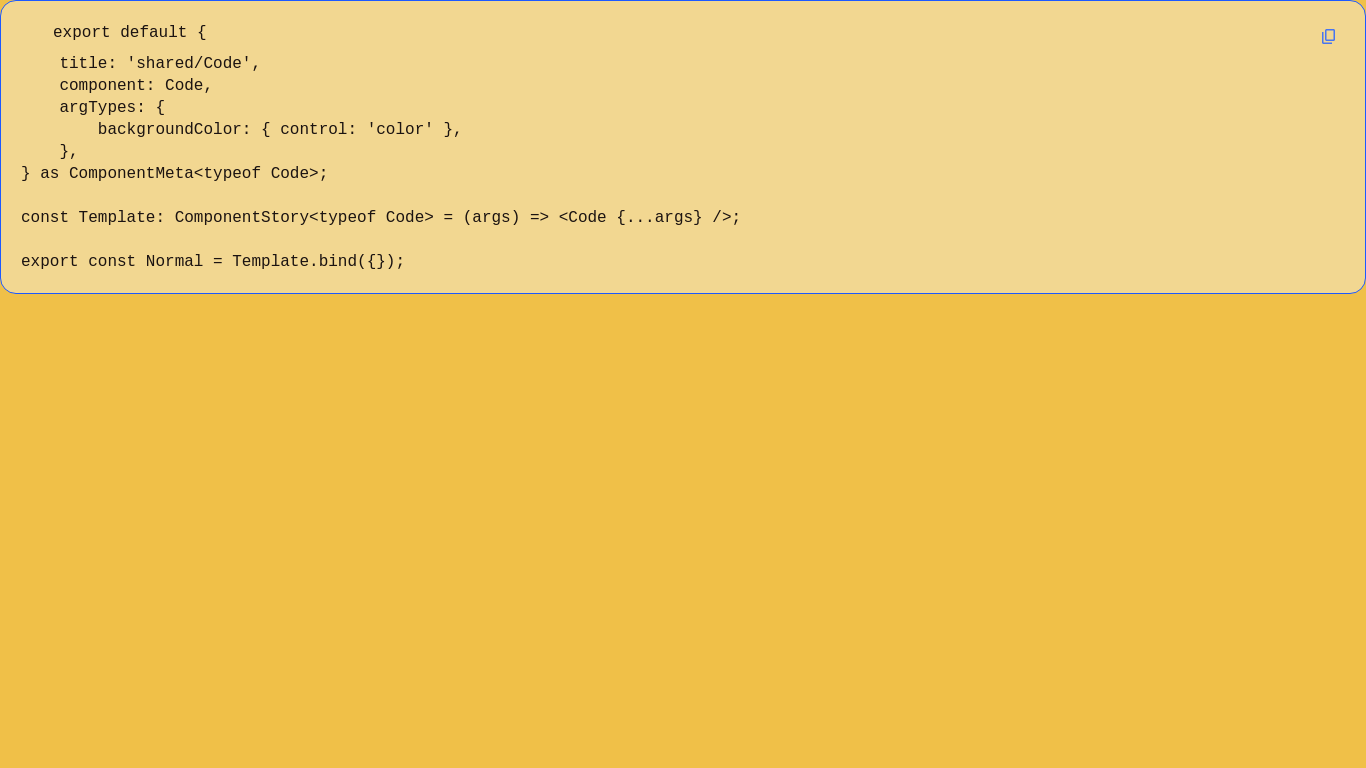 export default {
title: 'shared/Code',
component: Code,
argTypes: {
backgroundColor: { control: 'color' },
},
} as ComponentMeta<typeof Code>;
const Template: ComponentStory<typeof Code> = (args) => <Code {...args} />;
export const Normal = Template.bind({});